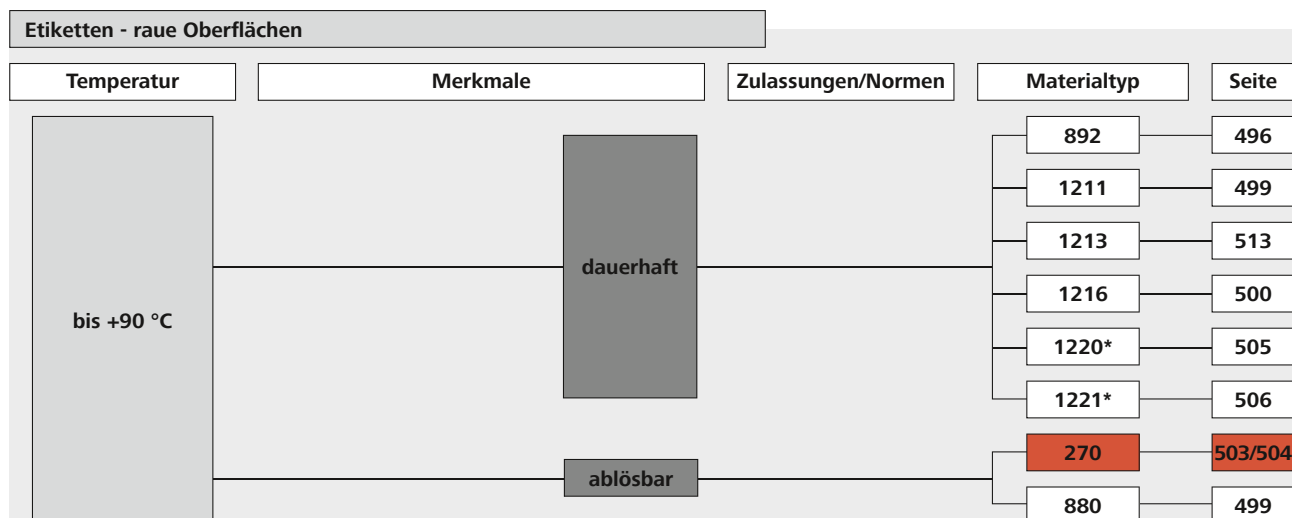 Etiketten - raue Oberflächen
Temperatur Merkmale Zulassungen/Normen Materialtyp Seite
892 496
1211 499
1213 513
dauerhaft
1216 500
bis +90 °C
1220* 505
1221* 506
270 503/504
ablösbar
880 499